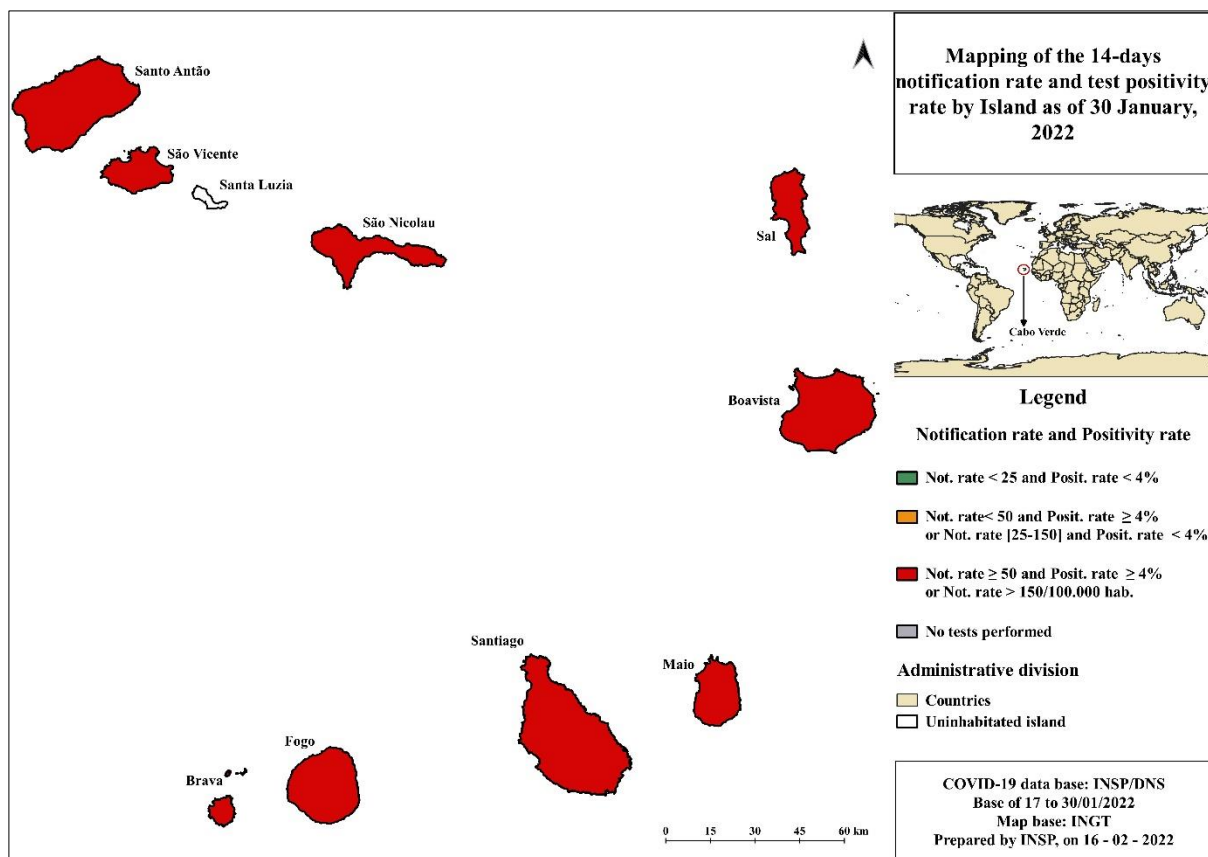 Mapping of the 14-days
notification rate and test positivity
rate by Island as of 30 January,
2022
Santo Antão
São Vicente
Santa Luzia
São Nicolau
Sal
Boavista
Santiago
Maio
Fogo
Brava
0 15 30 45 60 km
Cabo Verde
Legend
Notification rate and Positivity rate
Not. rate < 25 and Posit. rate < 4%
Not. rate< 50 and Posit. rate ≥ 4%
or Not. rate [25-150] and Posit. rate < 4%
Not. rate ≥ 50 and Posit. rate ≥ 4%
or Not. rate > 150/100.000 hab.
No tests performed
Administrative division
Countries
Uninhabitated island
COVID-19 data base: INSP/DNS
Base of 17 to 30/01/2022
Map base: INGT
Prepared by INSP, on 16 - 02 - 2022